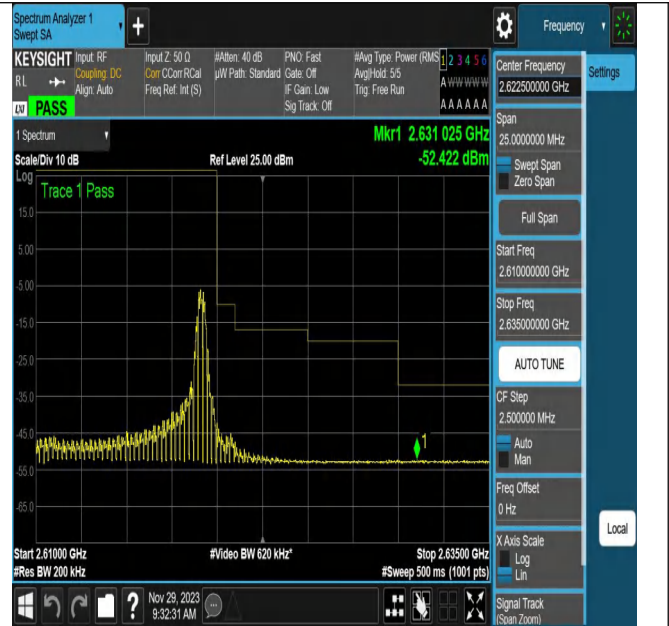 Spectrum Analyzer 1
Swept SA
Frequency
KEYSIGHT
RL
LXI PASS
Input: RF
Coupling: DC
Align: Auto
Input Z: 50 Ω
Corr CCorr RCal
Freq Ref: Int (S)
#Atten: 40 dB
µW Path: Standard
PNO: Fast
Gate: Off
IF Gain: Low
Sig Track: Off
#Avg Type: Power (RMS
Avg|Hold: 5/5
Trig: Free Run
1 2 3 4 5 6
A W W W W W
A A A A A A
1 Spectrum
Mkr1 2.631 025 GHz
Scale/Div 10 dB
Ref Level 25.00 dBm
-52.422 dBm
Log
Trace 1 Pass
15.0
5.00
-5.00
-15.0
-25.0
-35.0
-45.0
1
-55.0
-65.0
Start 2.61000 GHz
#Video BW 620 kHz*
Stop 2.63500 GHz
#Res BW 200 kHz
#Sweep 500 ms (1001 pts)
Nov 29, 2023
9:32:31 AM
Center Frequency
2.622500000 GHz
Settings
Span
25.0000000 MHz
Swept Span
Zero Span
Full Span
Start Freq
2.610000000 GHz
Stop Freq
2.635000000 GHz
AUTO TUNE
CF Step
2.500000 MHz
Auto
Man
Freq Offset
0 Hz
Local
X Axis Scale
Log
Lin
Signal Track
(Span Zoom)